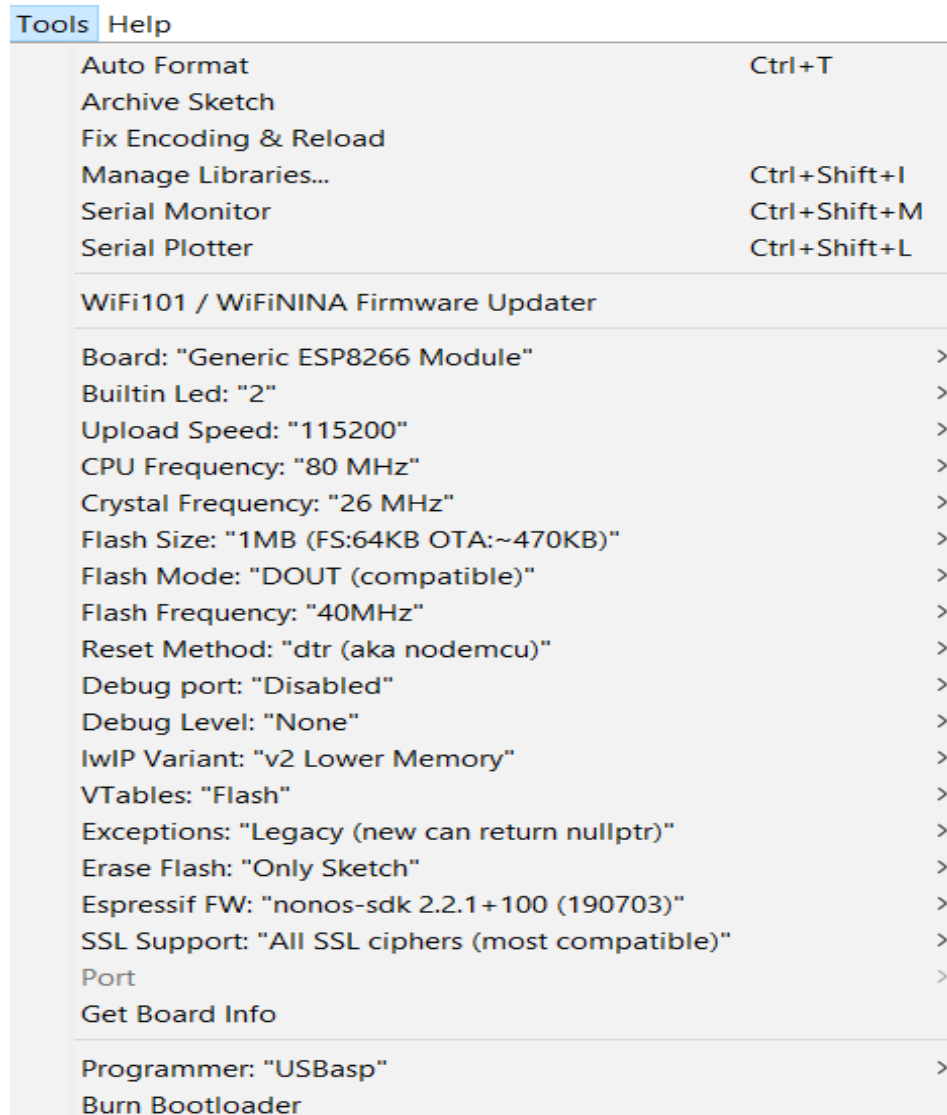 Tools Help
Auto Format Ctrl+T
Archive Sketch
Fix Encoding & Reload
Manage Libraries... Ctrl+Shift+I
Serial Monitor Ctrl+Shift+M
Serial Plotter Ctrl+Shift+L
WiFi101 / WiFiNINA Firmware Updater
Board: "Generic ESP8266 Module" >
Builtin Led: "2" >
Upload Speed: "115200" >
CPU Frequency: "80 MHz" >
Crystal Frequency: "26 MHz" >
Flash Size: "1MB (FS:64KB OTA:~470KB)" >
Flash Mode: "DOUT (compatible)" >
Flash Frequency: "40MHz" >
Reset Method: "dtr (aka nodemcu)" >
Debug port: "Disabled" >
Debug Level: "None" >
lwIP Variant: "v2 Lower Memory" >
VTables: "Flash" >
Exceptions: "Legacy (new can return nullptr)" >
Erase Flash: "Only Sketch" >
Espressif FW: "nonos-sdk 2.2.1+100 (190703)" >
SSL Support: "All SSL ciphers (most compatible)" >
Port >
Get Board Info
Programmer: "USBasp" >
Burn Bootloader